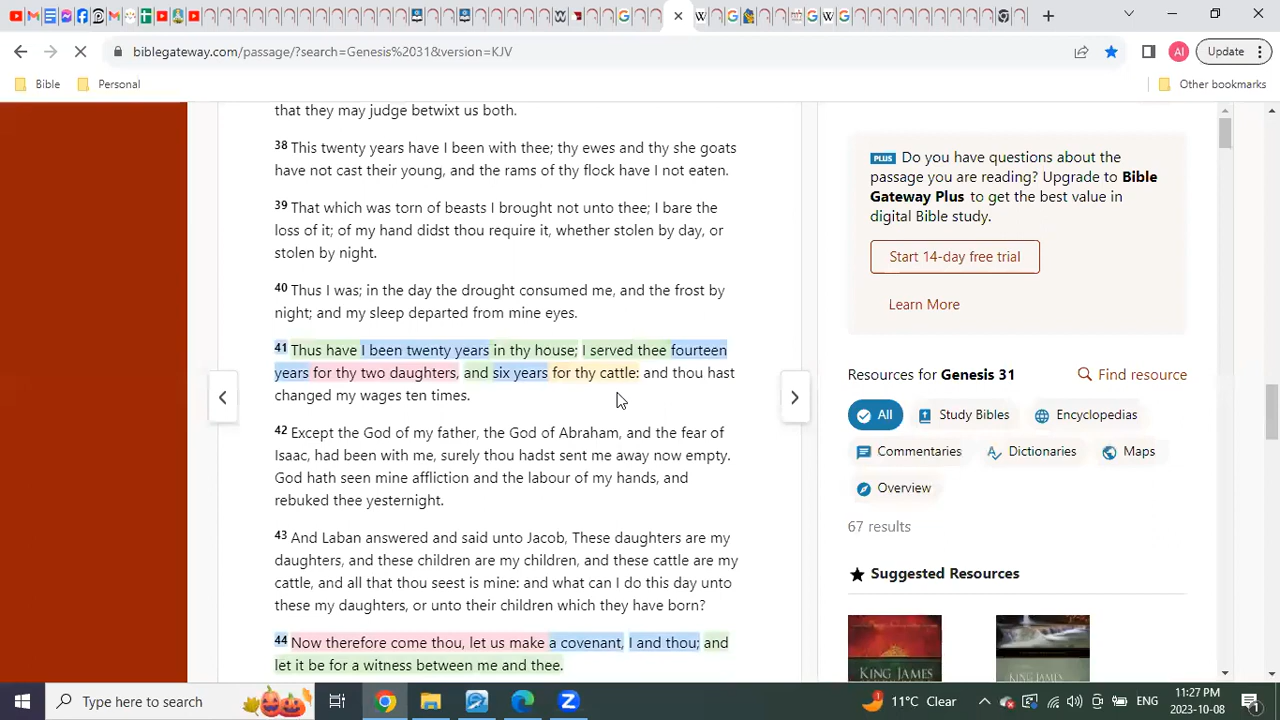 biblegateway.com/passage/?search=Genesis%2031&version=KJV
AI
Update
Bible
Personal
Other bookmarks
that they may judge betwixt us both.
38 This twenty years have I been with thee; thy ewes and thy she goats
have not cast their young, and the rams of thy flock have I not eaten.
39 That which was torn of beasts I brought not unto thee; I bare the
loss of it; of my hand didst thou require it, whether stolen by day, or
stolen by night.
40 Thus I was; in the day the drought consumed me, and the frost by
night; and my sleep departed from mine eyes.
41 Thus have I been twenty years in thy house; I served thee fourteen
years for thy two daughters, and six years for thy cattle: and thou hast
changed my wages ten times.
42 Except the God of my father, the God of Abraham, and the fear of
Isaac, had been with me, surely thou hadst sent me away now empty.
God hath seen mine affliction and the labour of my hands, and
rebuked thee yesternight.
43 And Laban answered and said unto Jacob, These daughters are my
daughters, and these children are my children, and these cattle are my
cattle, and all that thou seest is mine: and what can I do this day unto
these my daughters, or unto their children which they have born?
44 Now therefore come thou, let us make a covenant, I and thou; and
let it be for a witness between me and thee.
PLUS Do you have questions about the
passage you are reading? Upgrade to Bible
Gateway Plus to get the best value in
digital Bible study.
Start 14-day free trial
Learn More
Resources for Genesis 31
Find resource
All
Study Bibles
Encyclopedias
Commentaries
Dictionaries
Maps
Overview
67 results
Suggested Resources
KING JAMES
Type here to search
11°C Clear
ENG
11:27 PM
2023-10-08